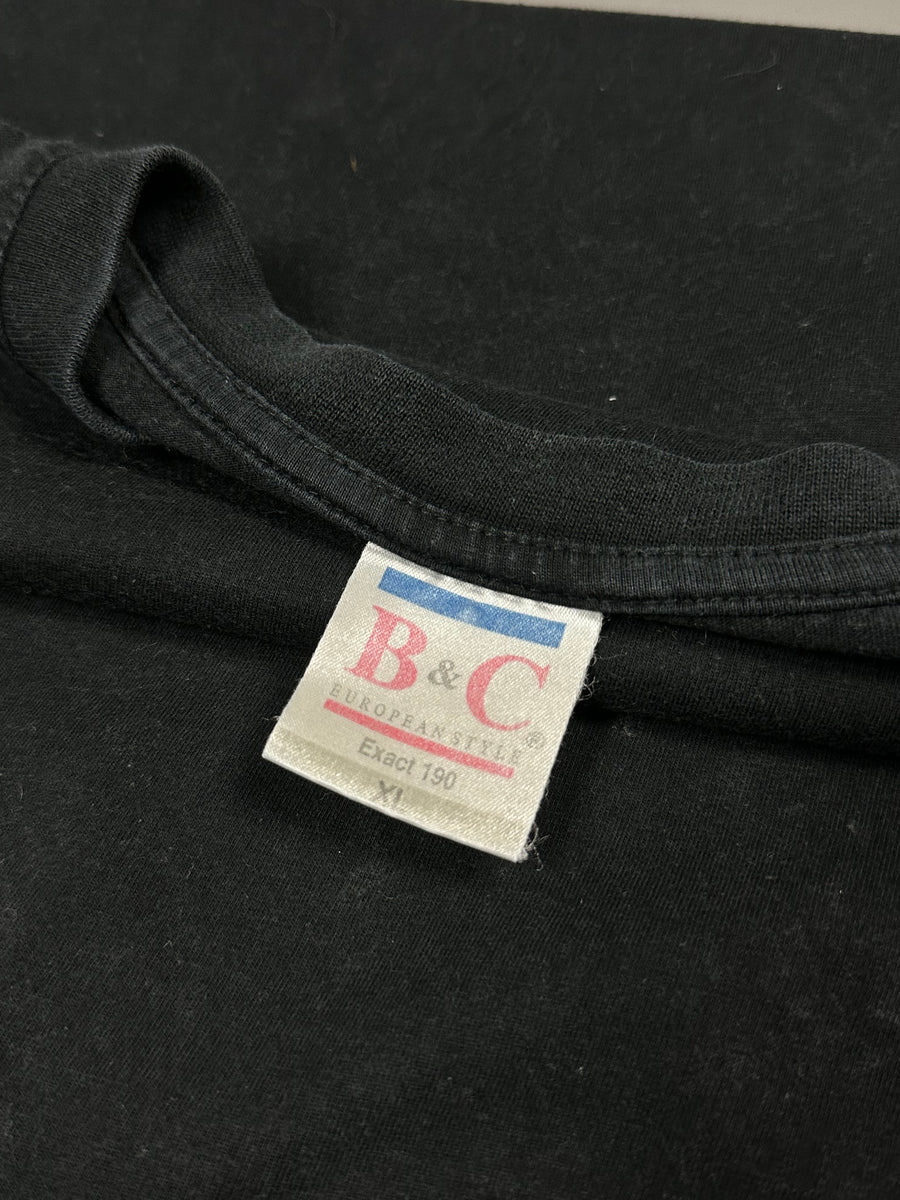 B & C®
EUROPEAN STYLE
Exact 190
XL